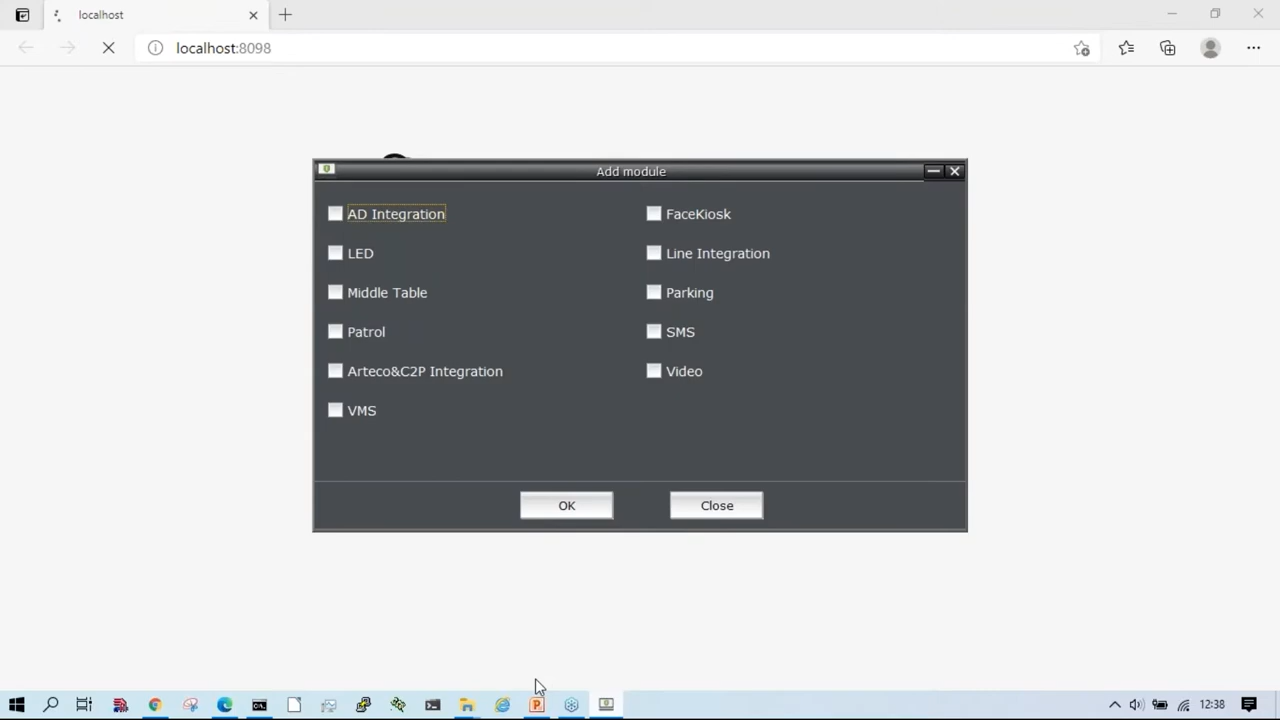 localhost
localhost:8098
Add module
AD Integration
FaceKiosk
LED
Line Integration
Middle Table
Parking
Patrol
SMS
Arteco&C2P Integration
Video
VMS
OK
Close
12:38